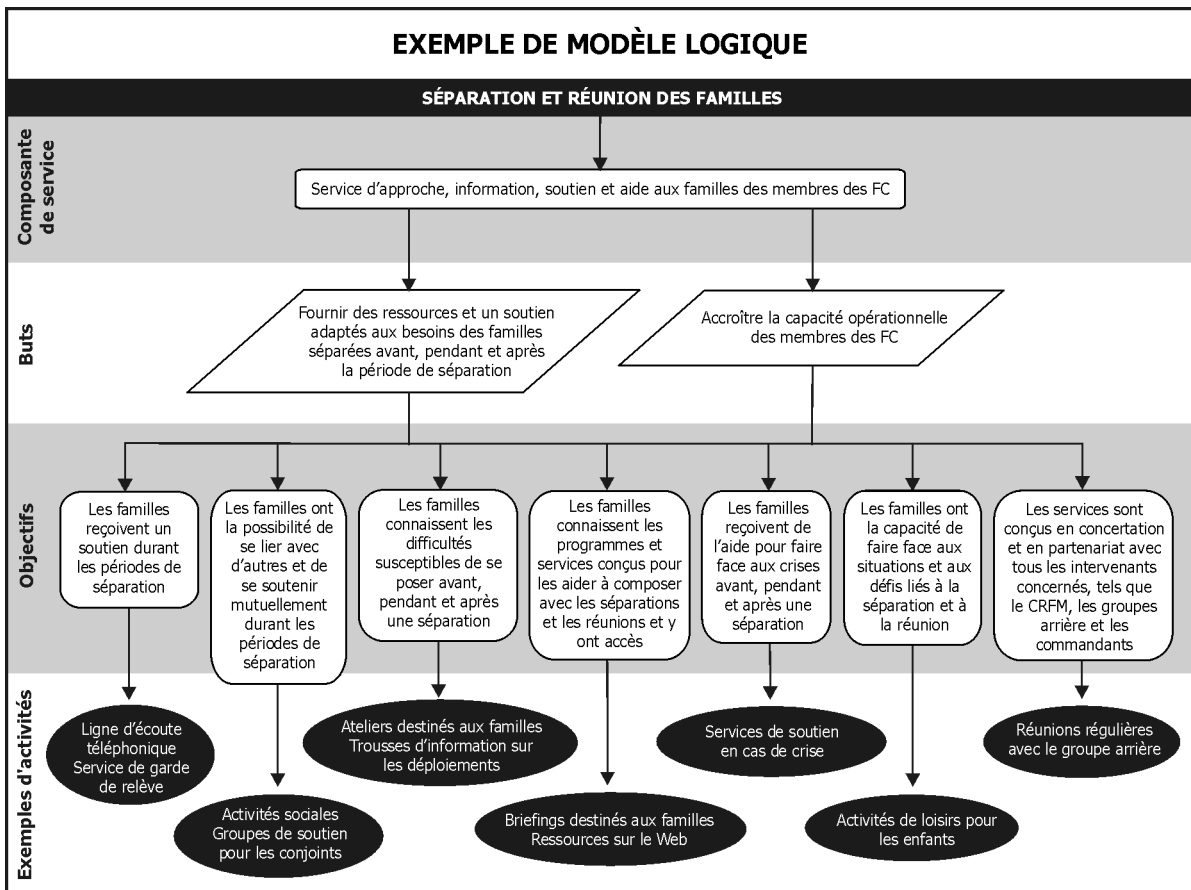 EXEMPLE DE MODÈLE LOGIQUE
SÉPARATION ET RÉUNION DES FAMILLES
Composante
de service
Service d'approche, information, soutien et aide aux familles des membres des FC
Buts
Fournir des ressources et un soutien
adaptés aux besoins des familles
séparées avant, pendant et après
la période de séparation
Accroître la capacité opérationnelle
des membres des FC
Objectifs
Les familles
reçoivent un
soutien durant
les périodes de
séparation
Les familles ont
la possibilité de
se lier avec
d'autres et de
se soutenir
mutuellement
durant les
périodes de
séparation
Les familles
connaissent les
difficultés
susceptibles de se
poser avant,
pendant et après
une séparation
Les familles
connaissent les
programmes et
services conçus pour
les aider à composer
avec les séparations
et les réunions et y
ont accès
Les familles
reçoivent de
l'aide pour faire
face aux crises
avant, pendant
et après une
séparation
Les familles ont
la capacité de
faire face aux
situations et aux
défis liés à la
séparation et à
la réunion
Les services sont
conçus en concertation
et en partenariat avec
tous les intervenants
concernés, tels que
le CRFM, les groupes
arrière et les
commandants
Exemples d'activités
Ligne d'écoute
téléphonique
Service de garde
de relève
Activités sociales
Groupes de soutien
pour les conjoints
Ateliers destinés aux familles
Trousses d'information sur
les déploiements
Briefings destinés aux familles
Ressources sur le Web
Services de soutien
en cas de crise
Activités de loisirs pour
les enfants
Réunions régulières
avec le groupe arrière